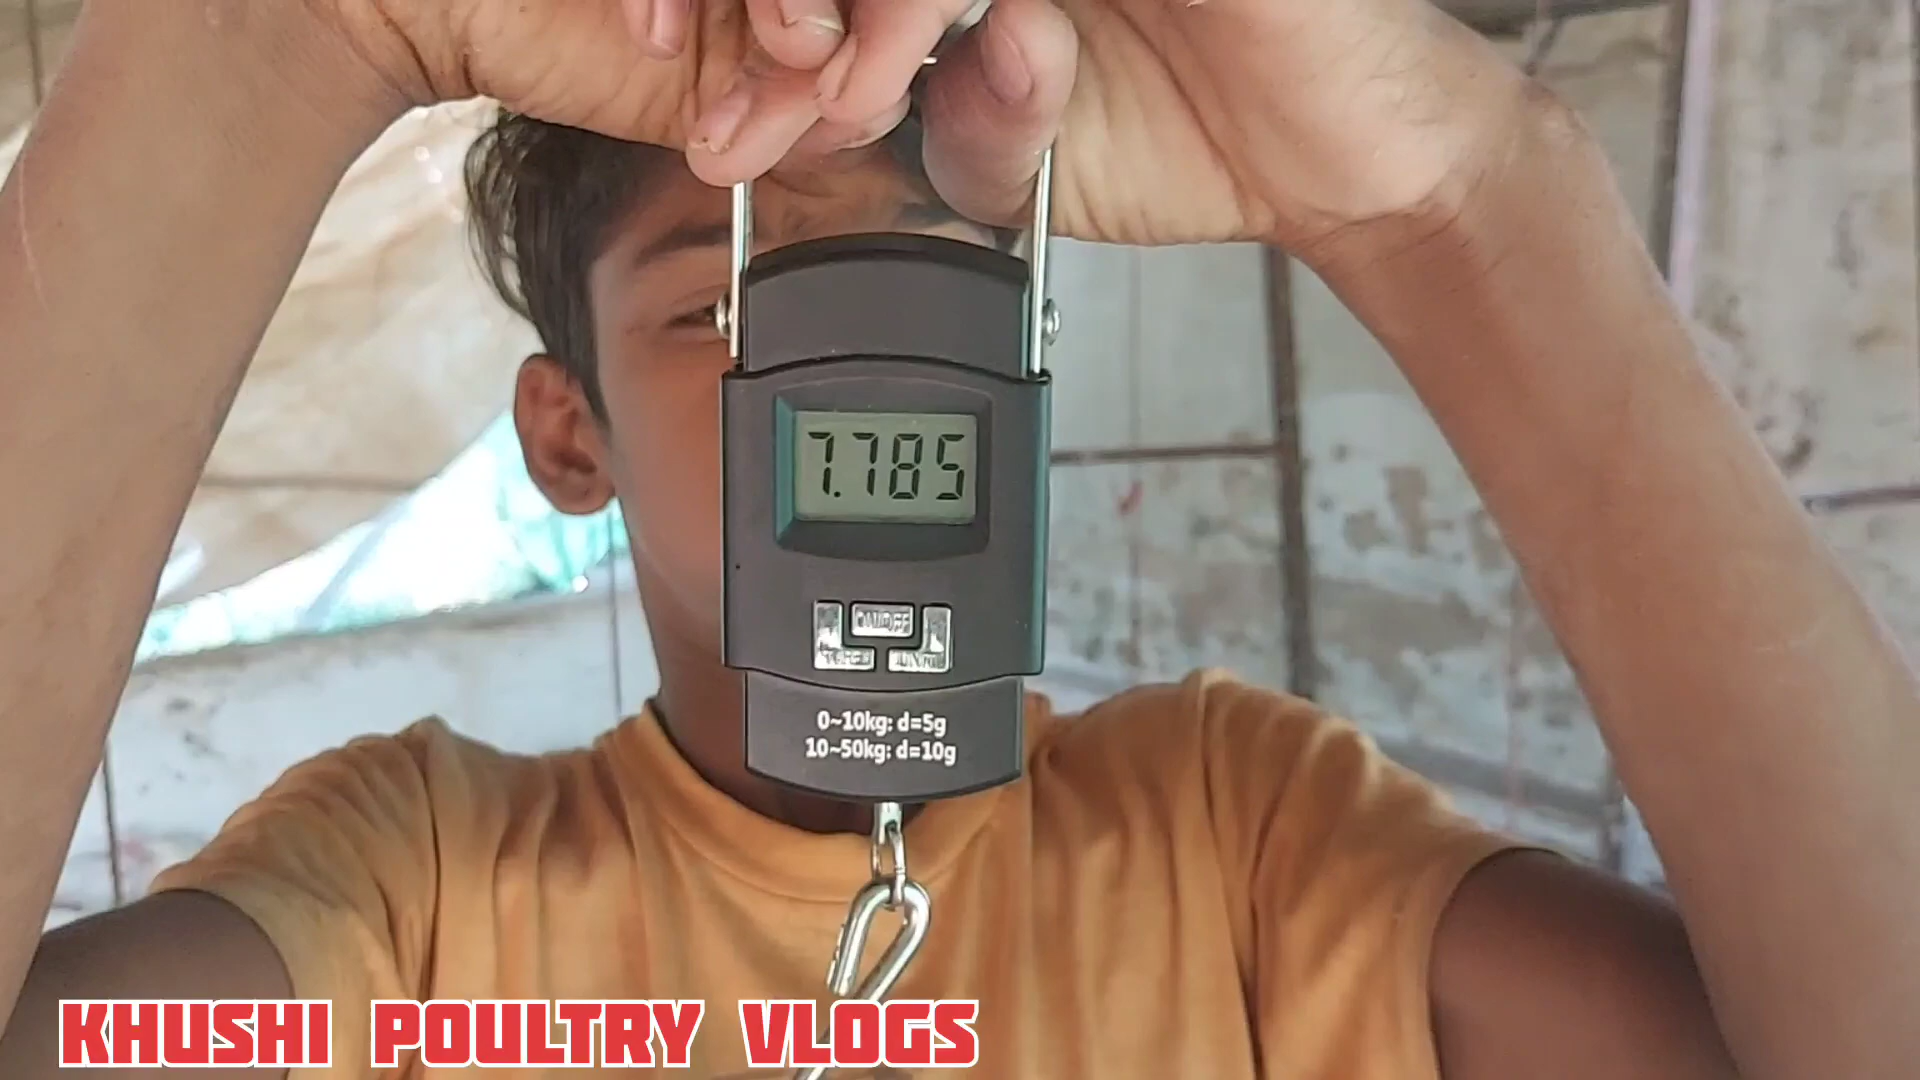 7.785
ON/OFF
0~10kg: d=5g
10~50kg: d=10g
KHUSHI POULTRY VLOGS